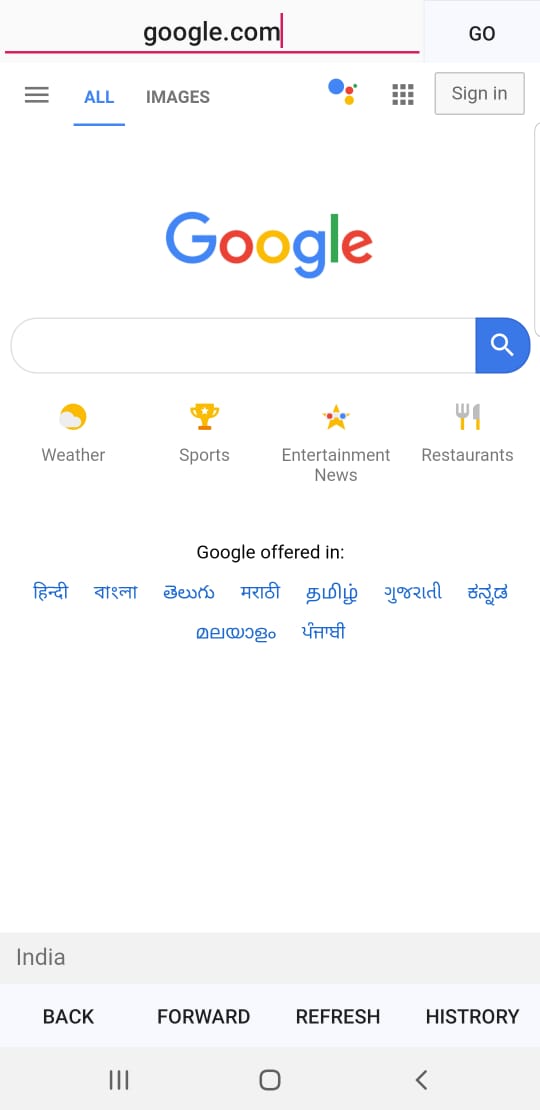 google.com GO
ALL IMAGES Sign in
Google
Weather Sports Entertainment News Restaurants
Google offered in:
हिन्दी বাংলা తెలుగు मराठी தமிழ் ગુજરાતી ಕನ್ನಡ
മലയാളം ਪੰਜਾਬੀ
India
BACK FORWARD REFRESH HISTRORY